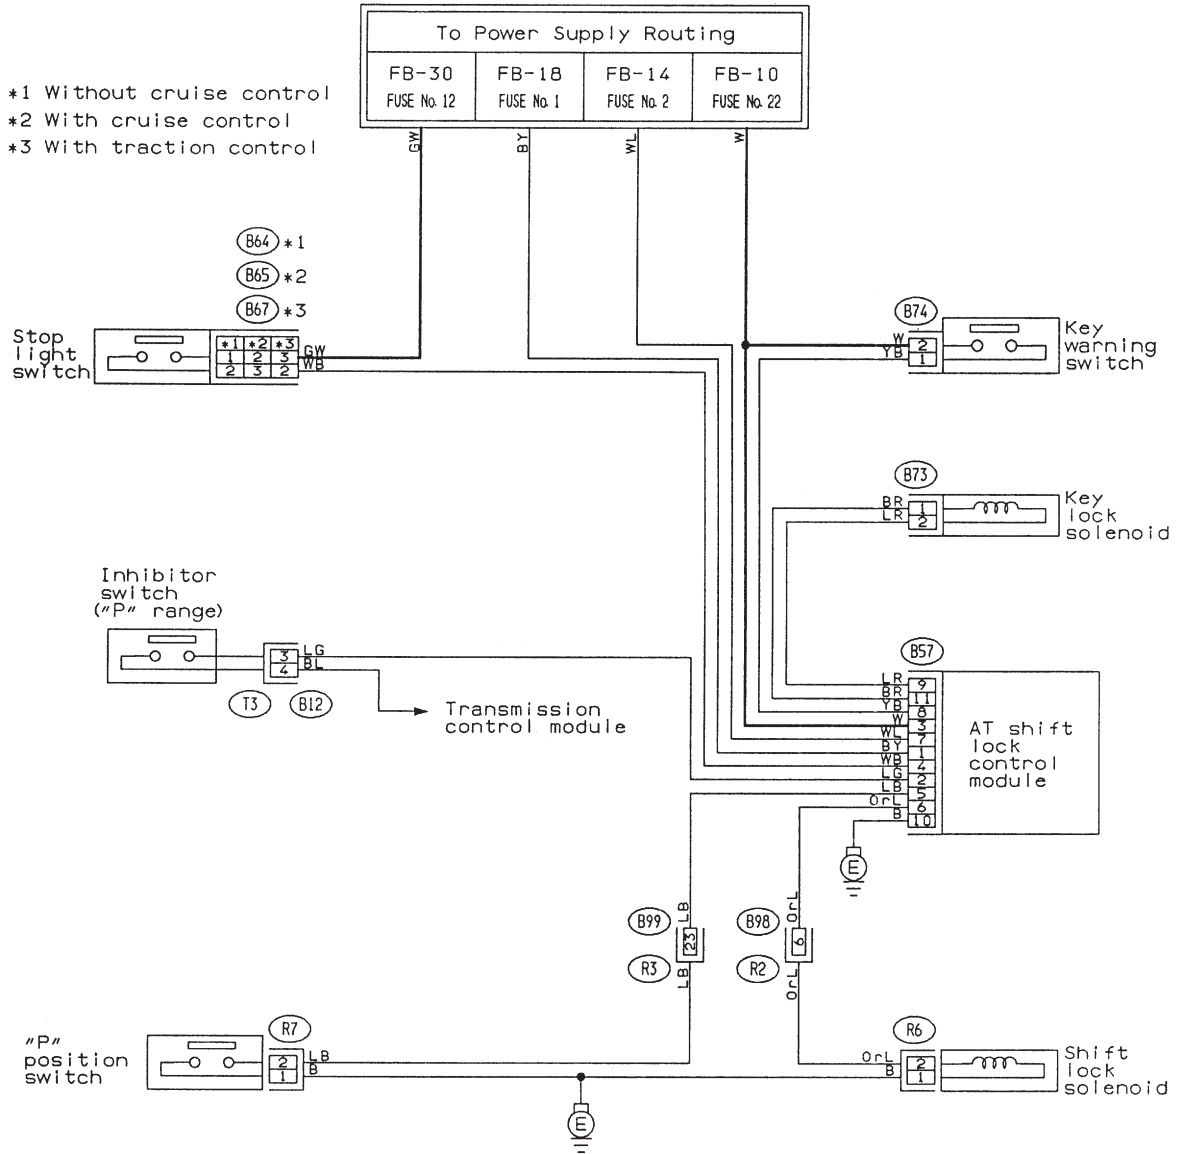 To Power Supply Routing
FB-30 FB-18 FB-14 FB-10
FUSE No. 12 FUSE No. 1 FUSE No. 2 FUSE No. 22
*1 Without cruise control
*2 With cruise control
*3 With traction control
GW BY WL W
B64 *1
B65 *2
B67 *3
Stop
light
switch
*1 *2 *3
1 2 3 GW
2 3 2 WB
B74
W 2
YB 1
Key
warning
switch
B73
BR 1
LR 2
Key
lock
solenoid
Inhibitor
switch
("P" range)
3 LG
4 BL
T3 B12
Transmission
control module
B57
LR 9
BR 11
YB 8
W 3
WL 7
BY 1
WB 4
LG 2
LB 5
OrL 6
B 10
AT shift
lock
control
module
E
B99 LB
23
R3 LB
B98 OrL
6
R2 OrL
"P"
position
switch
R7
2 LB
1 B
E
R6
OrL 2
B 1
Shift
lock
solenoid